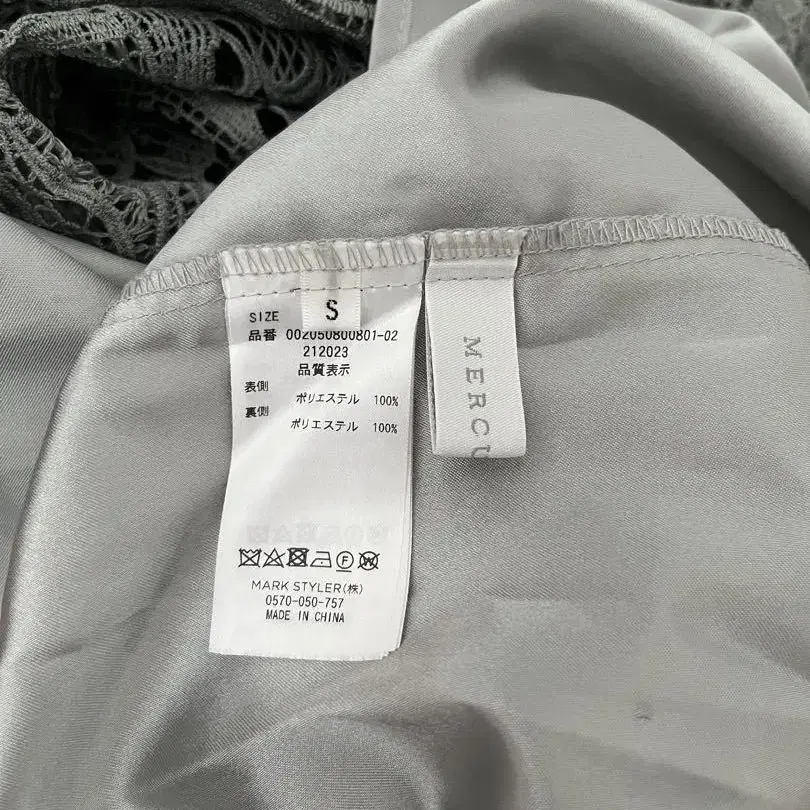 SIZE S
品番 002050800801-02
212023
品質表示
表側 ポリエステル 100%
裏側 ポリエステル 100%
MARK STYLER(株)
0570-050-757
MADE IN CHINA
MERCU